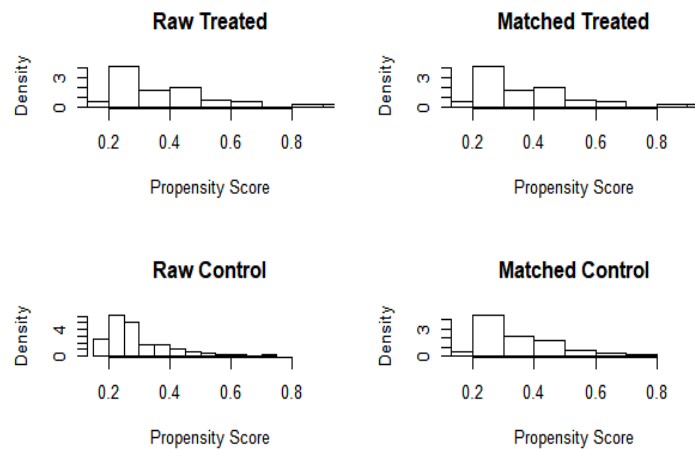 Raw Treated
Density
0
3
0.2 0.4 0.6 0.8
Propensity Score
Matched Treated
Density
0
3
0.2 0.4 0.6 0.8
Propensity Score
Raw Control
Density
0
4
0.2 0.4 0.6 0.8
Propensity Score
Matched Control
Density
0
3
0.2 0.4 0.6 0.8
Propensity Score